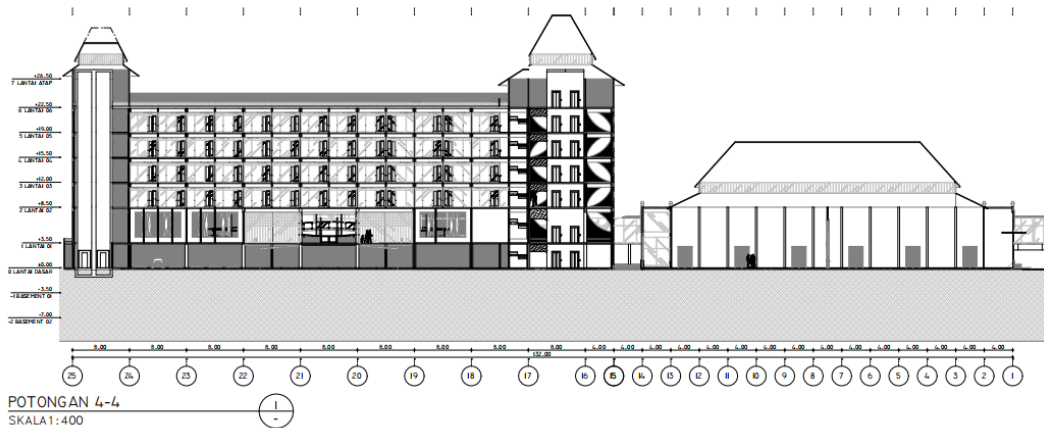 +26.50
7 LANTAI ATAP
+22.50
6 LANTAI 06
+19.00
5 LANTAI 05
+15.50
4 LANTAI 04
+12.00
3 LANTAI 03
+8.50
2 LANTAI 02
+3.50
1 LANTAI 01
+0.00
0 LANTAI DASAR
-3.50
-1 BASEMENT 01
-7.00
-2 BASEMENT 02
8.00 8.00 8.00 8.00 8.00 8.00 8.00 8.00 8.00 4.00 4.00 4.00 4.00 4.00 4.00 4.00 4.00 4.00 4.00 4.00 4.00 4.00 4.00 4.00
132.00
25 24 23 22 21 20 19 18 17 16 15 14 13 12 11 10 9 8 7 6 5 4 3 2 1
POTONGAN 4-4
SKALA 1 : 400
1
-